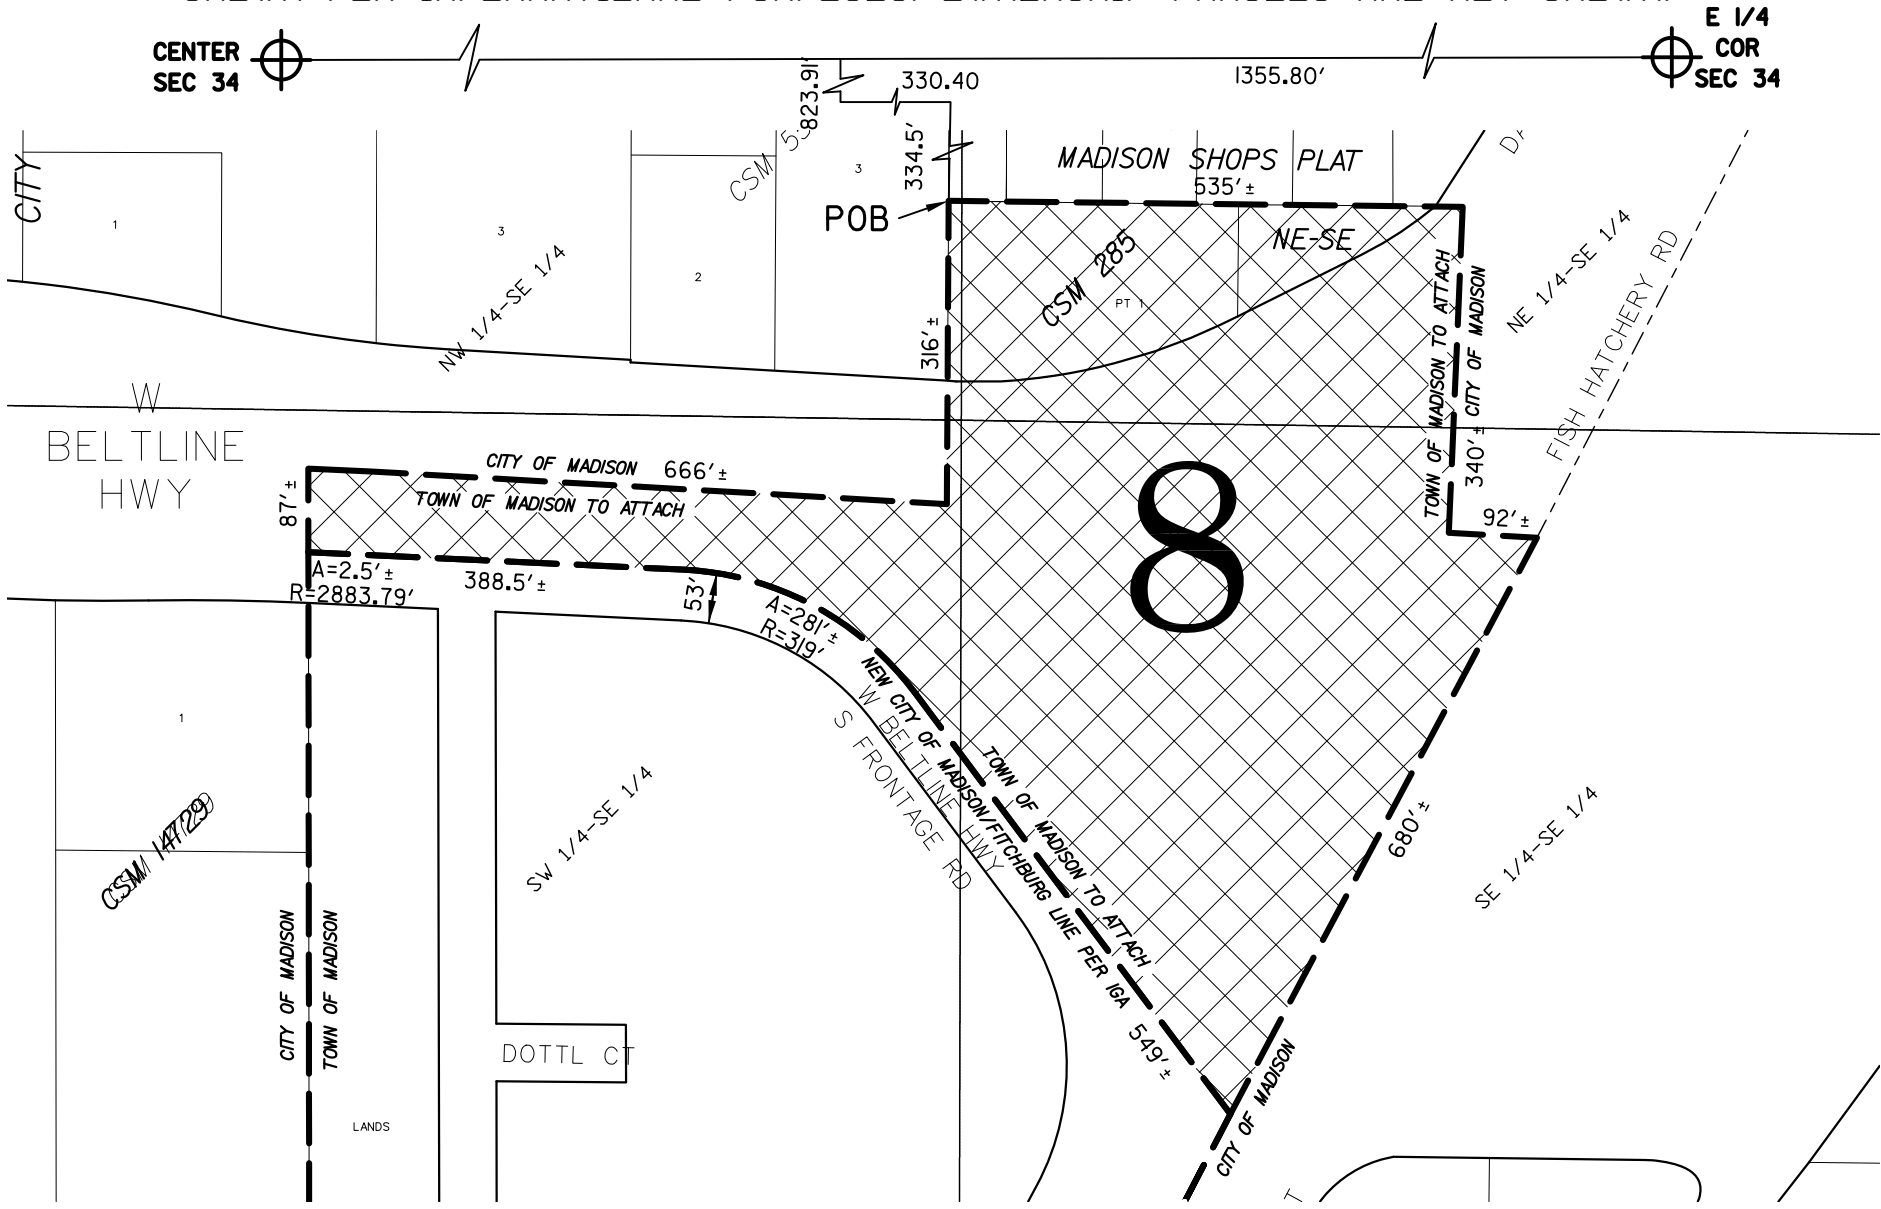 E 1/4
COR
SEC 34
CENTER
SEC 34
823.91'
330.40
1355.80'
334.5'
CITY
CSM
MADISON SHOPS PLAT
535'±
POB
1
3
2
3
NW 1/4-SE 1/4
316'±
CSM 285
PT 1
NE-SE
TOWN OF MADISON TO ATTACH
340'± CITY OF MADISON
NE 1/4-SE 1/4
FISH HATCHERY RD
W
BELTLINE
HWY
CITY OF MADISON 666'±
TOWN OF MADISON TO ATTACH
87'±
8
92'±
A=2.5'±
R=2883.79'
388.5'±
53'
A=281'±
R=319'
NEW CITY OF MADISON/FITCHBURG LINE PER IGA 549'±
TOWN OF MADISON TO ATTACH
W BELTLINE HWY
S FRONTAGE RD
680'±
1
CSM 14729
SW 1/4-SE 1/4
SE 1/4-SE 1/4
CITY OF MADISON
TOWN OF MADISON
DOTTL CT
LANDS
CITY OF MADISON